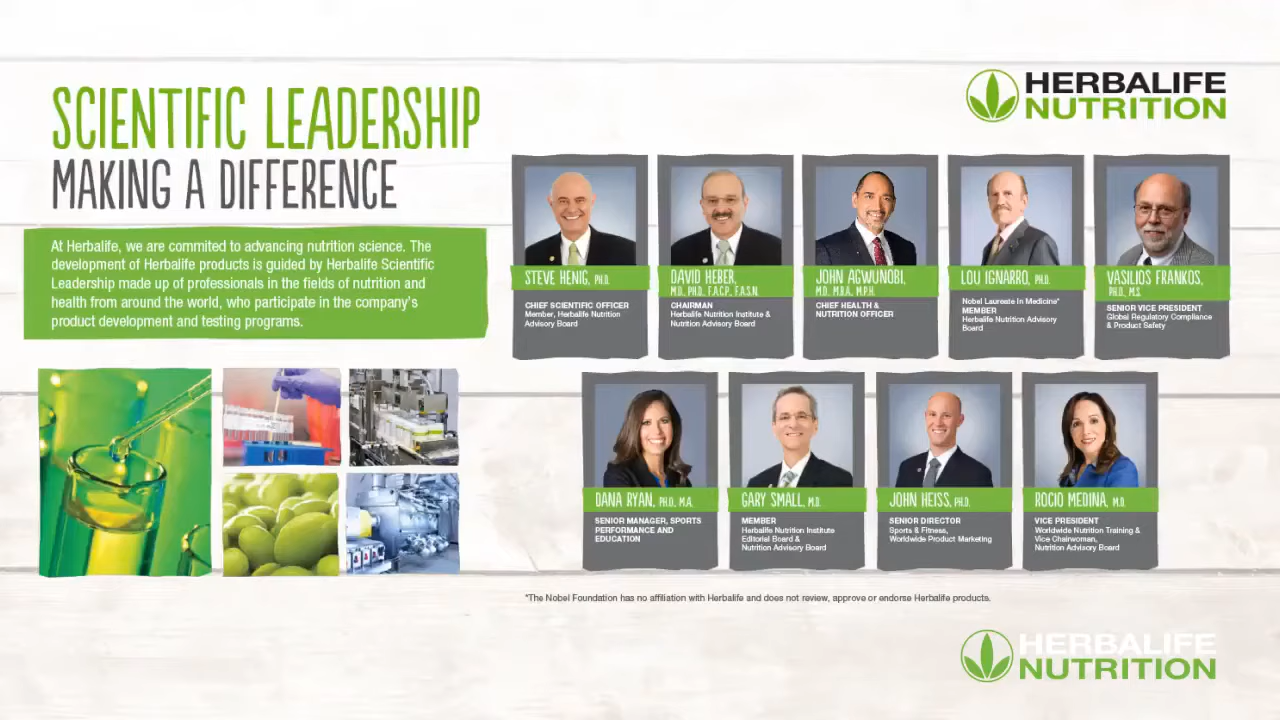 SCIENTIFIC LEADERSHIP
MAKING A DIFFERENCE
At Herbalife, we are commited to advancing nutrition science. The
development of Herbalife products is guided by Herbalife Scientific
Leadership made up of professionals in the fields of nutrition and
health from around the world, who participate in the company's
product development and testing programs.
HERBALIFE
NUTRITION
STEVE HENIG, PH.D.
CHIEF SCIENTIFIC OFFICER
Member, Herbalife Nutrition
Advisory Board
DAVID HEBER,
M.D., PH.D., F.A.C.P., F.A.S.N.
CHAIRMAN
Herbalife Nutrition Institute &
Nutrition Advisory Board
JOHN AGWUNOBI,
M.D., M.B.A., M.P.H.
CHIEF HEALTH &
NUTRITION OFFICER
LOU IGNARRO, PH.D.
Nobel Laureate in Medicine*
MEMBER
Herbalife Nutrition Advisory
Board
VASILIOS FRANKOS,
PH.D., M.S.
SENIOR VICE PRESIDENT
Global Regulatory Compliance
& Product Safety
DANA RYAN, PH.D., M.A.
SENIOR MANAGER, SPORTS
PERFORMANCE AND
EDUCATION
GARY SMALL, M.D.
MEMBER
Herbalife Nutrition Institute
Editorial Board &
Nutrition Advisory Board
JOHN HEISS, PH.D.
SENIOR DIRECTOR
Sports & Fitness,
Worldwide Product Marketing
ROCIO MEDINA, M.D.
VICE PRESIDENT
Worldwide Nutrition Training &
Vice Chairwoman,
Nutrition Advisory Board
*The Nobel Foundation has no affiliation with Herbalife and does not review, approve or endorse Herbalife products.
HERBALIFE
NUTRITION